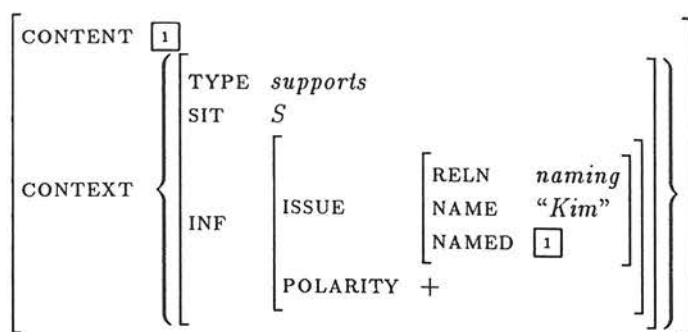 CONTENT 1
TYPE supports
SIT S
RELN naming
CONTEXT INF ISSUE NAME “Kim”
NAMED 1
POLARITY +